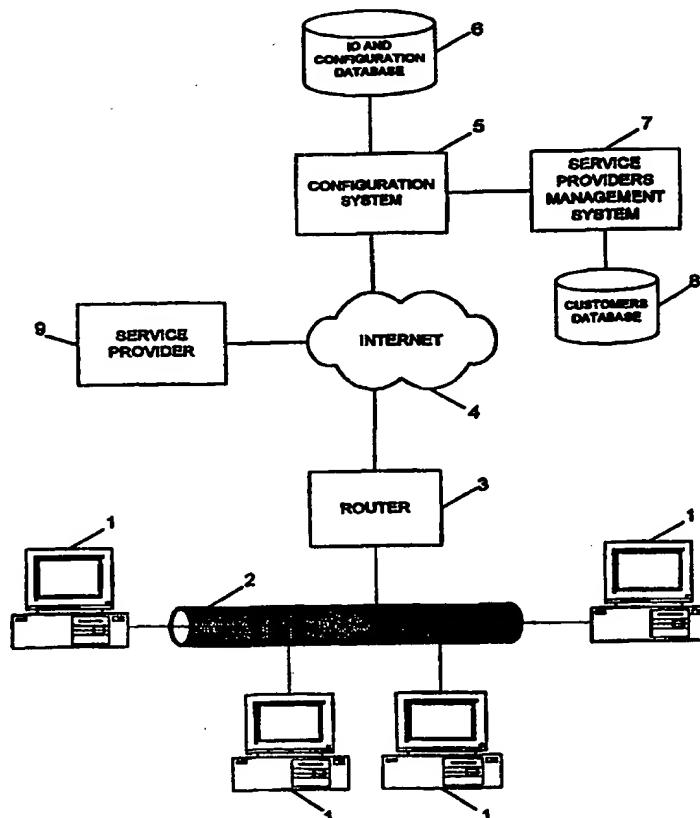 6
ID AND
CONFIGURATION
DATABASE
5
CONFIGURATION
SYSTEM
7
SERVICE
PROVIDERS
MANAGEMENT
SYSTEM
8
CUSTOMERS
DATABASE
9
SERVICE
PROVIDER
INTERNET
4
3
ROUTER
1
2
1
1
1